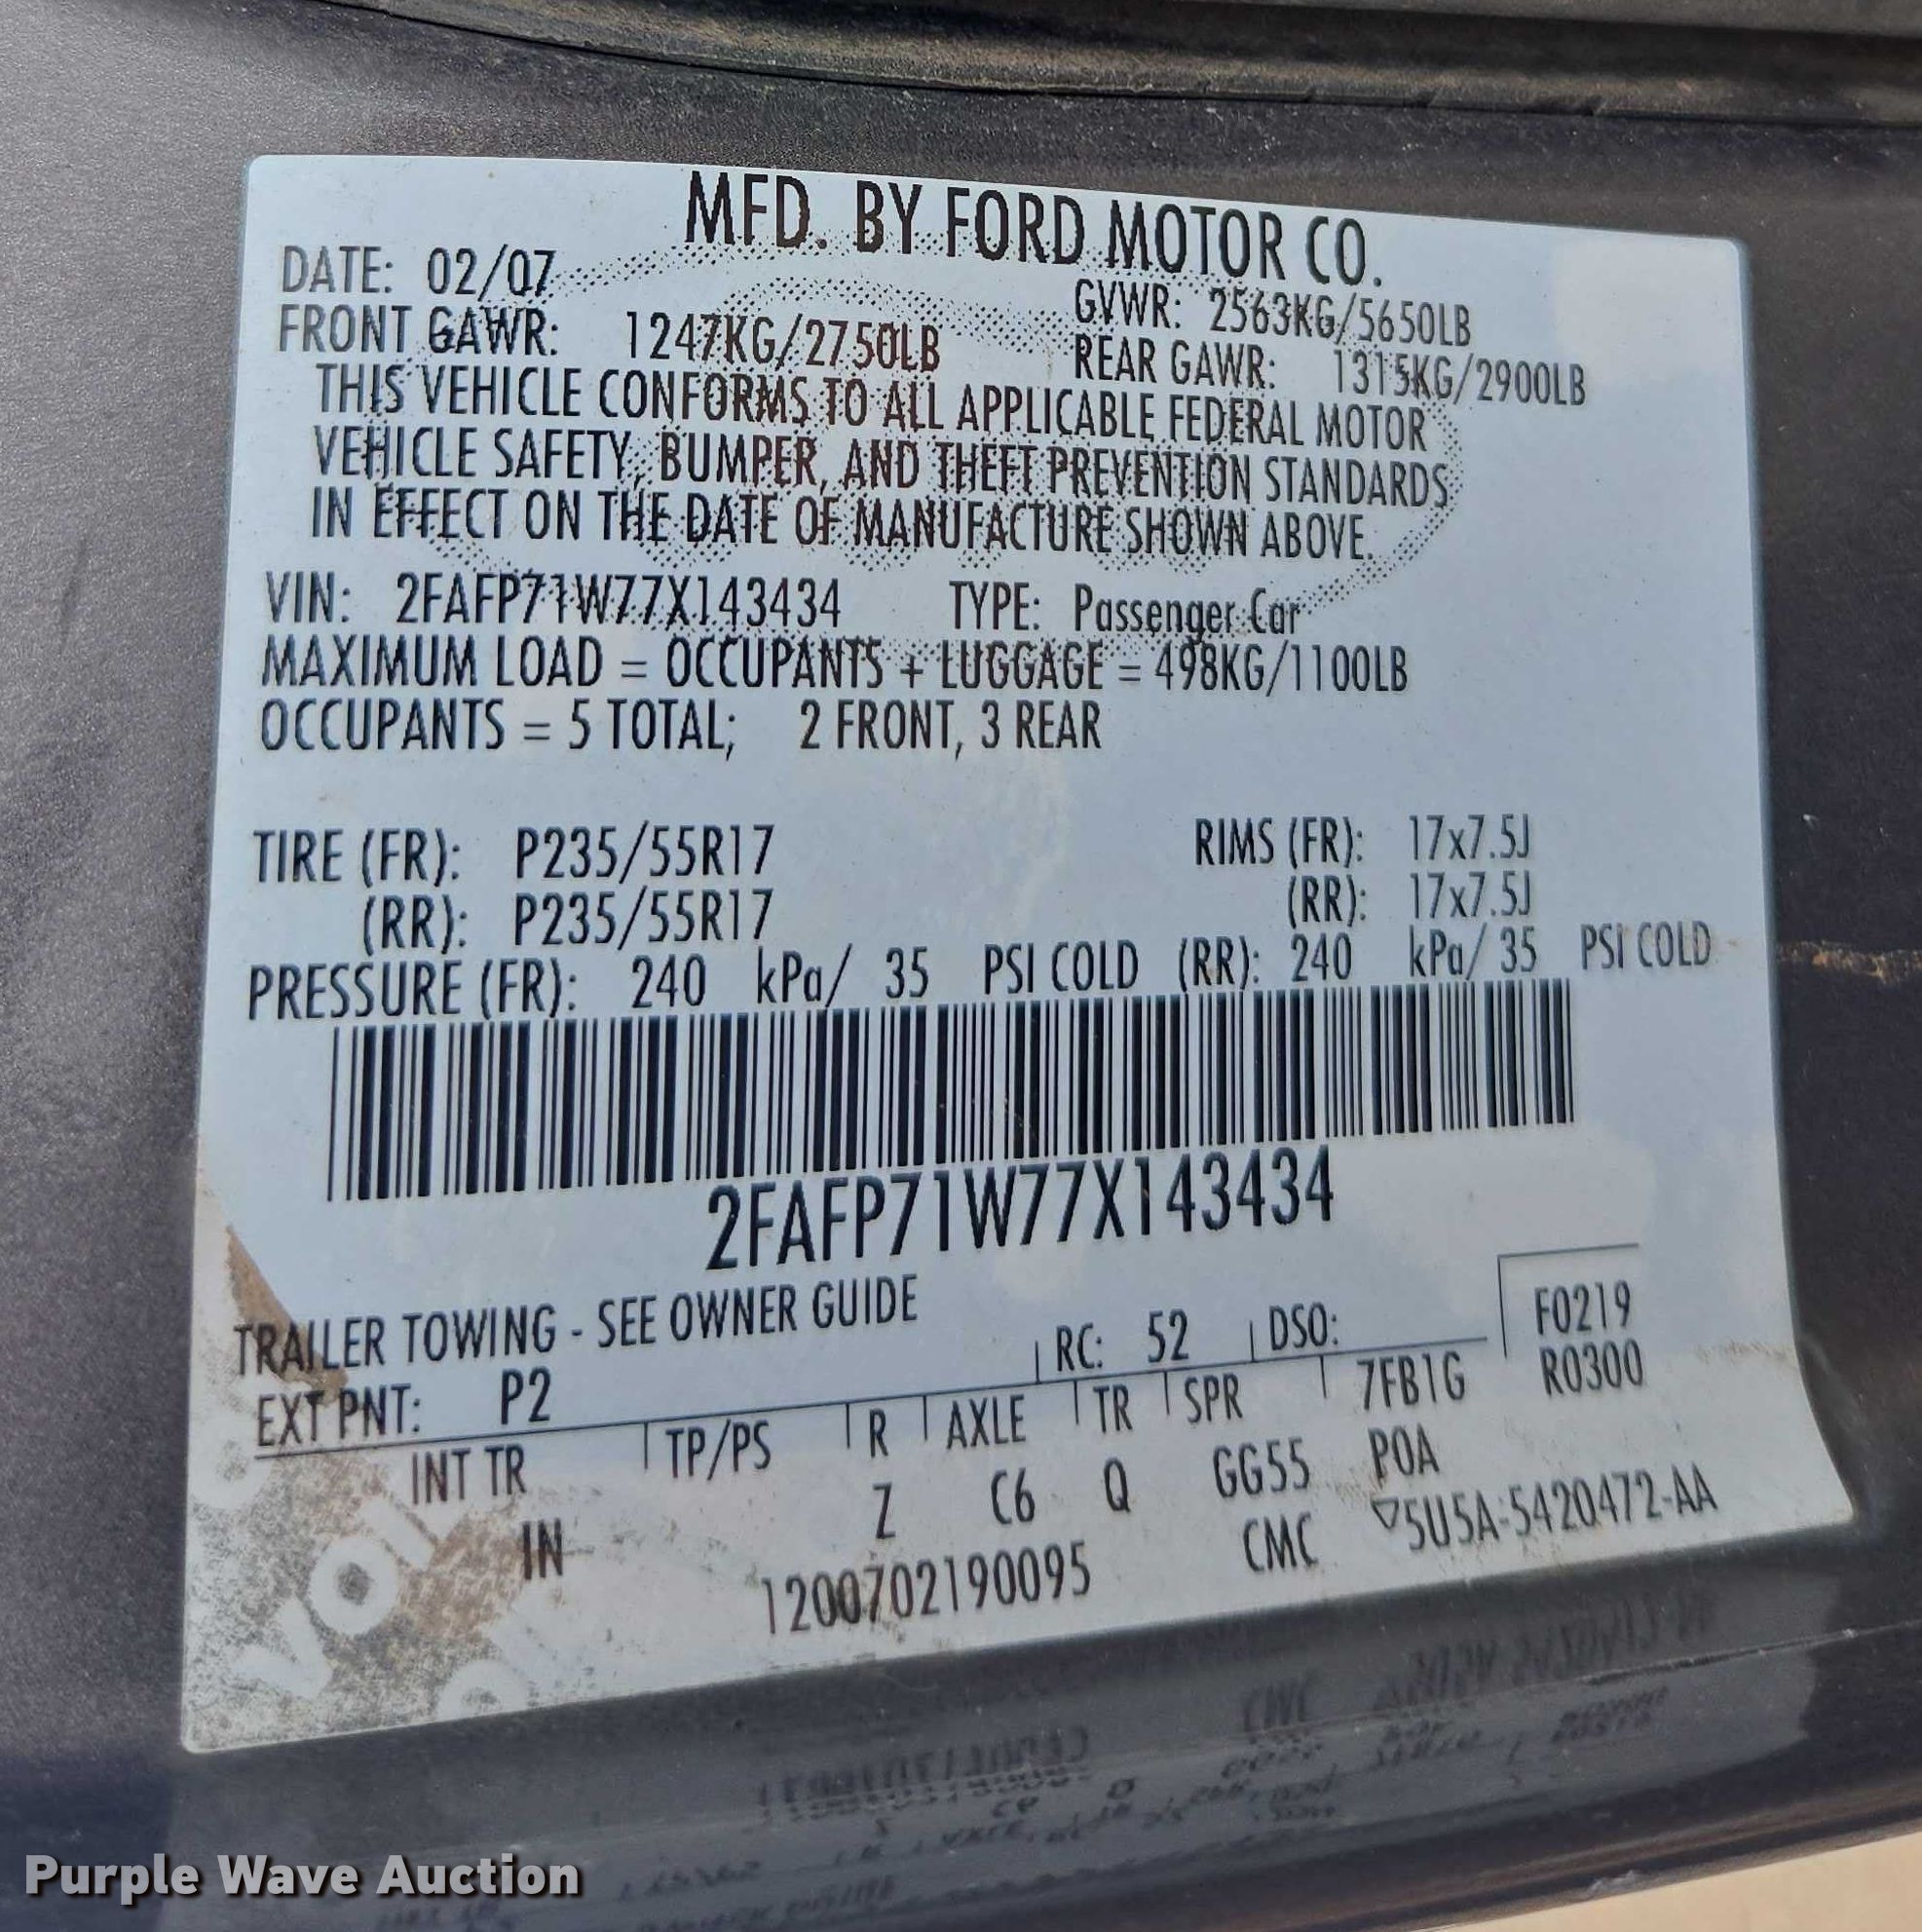 MFD. BY FORD MOTOR CO.
DATE: 02/07 GVWR: 2563KG/5650LB
FRONT GAWR: 1247KG/2750LB REAR GAWR: 1315KG/2900LB
THIS VEHICLE CONFORMS TO ALL APPLICABLE FEDERAL MOTOR
VEHICLE SAFETY, BUMPER, AND THEFT PREVENTION STANDARDS
IN EFFECT ON THE DATE OF MANUFACTURE SHOWN ABOVE.
VIN: 2FAFP71W77X143434 TYPE: Passenger Car
MAXIMUM LOAD = OCCUPANTS + LUGGAGE = 498KG/1100LB
OCCUPANTS = 5 TOTAL; 2 FRONT, 3 REAR
TIRE (FR): P235/55R17 RIMS (FR): 17x7.5J
(RR): P235/55R17 (RR): 17x7.5J
PRESSURE (FR): 240 kPa/ 35 PSI COLD (RR): 240 kPa/ 35 PSI COLD
2FAFP71W77X143434
TRAILER TOWING - SEE OWNER GUIDE
EXT PNT: P2 RC: 52 DSO: F0219
INT TR TP/PS R AXLE TR SPR 7FB1G R0300
IN Z C6 Q GG55 POA
1200702190095 CMC ▽5U5A-5420472-AA
Purple Wave Auction